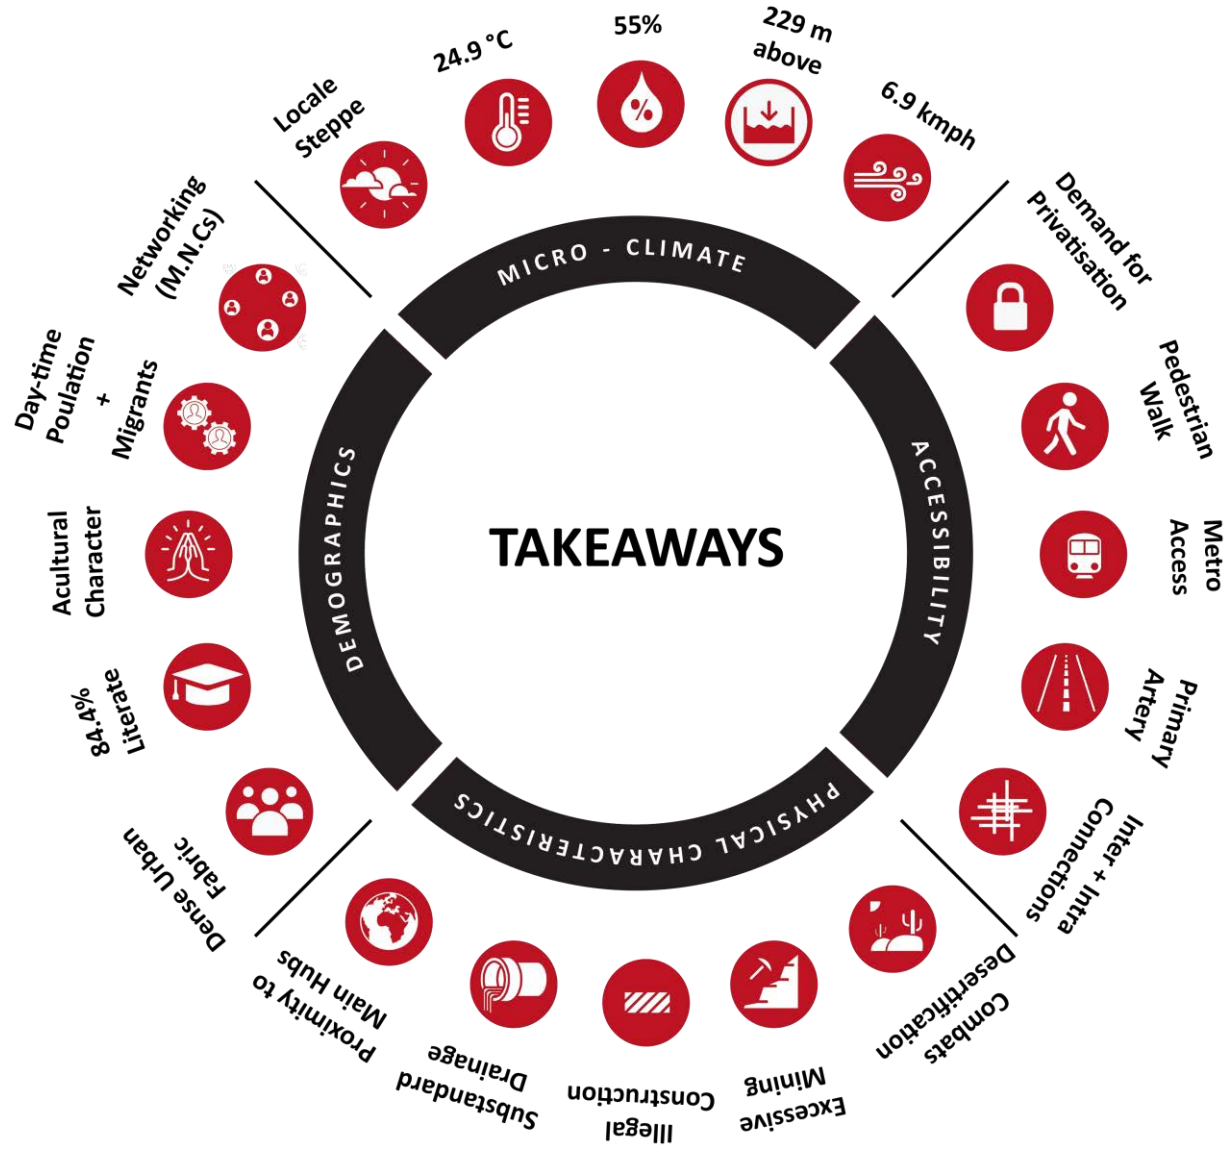 TAKEAWAYS
MICRO - CLIMATE
Locale
Steppe
24.9 °C
55%
%
229 m
above
6.9 kmph
ACCESSIBILITY
Demand for
Privatisation
Pedestrian
Walk
Metro
Access
Primary
Artery
Inter + Intra
Connections
PHYSICAL CHARACTERISTICS
Combats
Desertification
Excessive
Mining
Illegal
Construction
Substandard
Drainage
Proximity to
Main Hubs
DEMOGRAPHICS
Dense Urban
Fabric
84.4%
Literate
Acultural
Character
Day-time
Poulation
+
Migrants
Networking
(M.N.Cs)